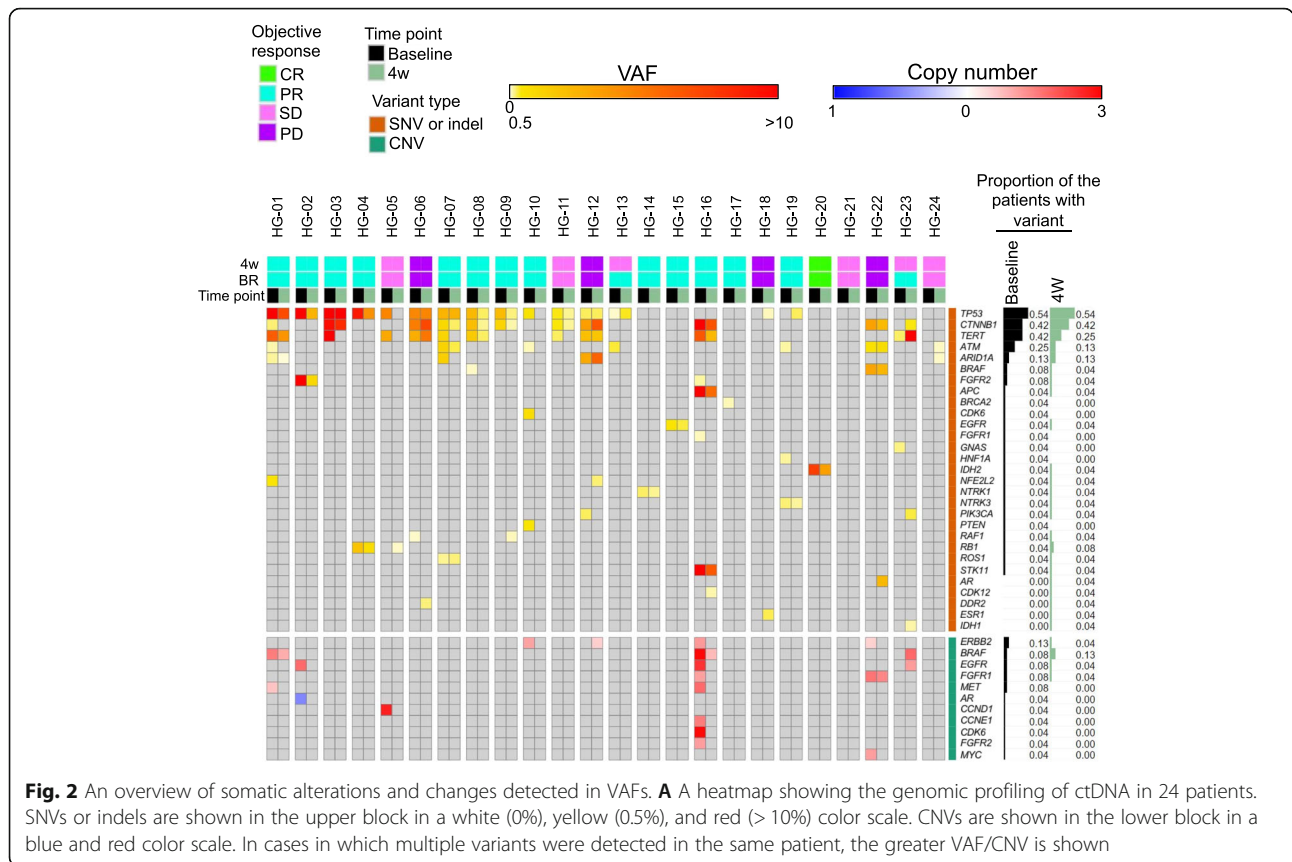 Objective response
CR
PR
SD
PD
Time point
Baseline
4w
Variant type
SNV or indel
CNV
VAF
0
0.5
>10
Copy number
1
0
3
HG-01 HG-02 HG-03 HG-04 HG-05 HG-06 HG-07 HG-08 HG-09 HG-10 HG-11 HG-12 HG-13 HG-14 HG-15 HG-16 HG-17 HG-18 HG-19 HG-20 HG-21 HG-22 HG-23 HG-24
Proportion of the patients with variant
Baseline
4W
4w
BR
Time point
TP53 0.54 0.54
CTNNB1 0.42 0.42
TERT 0.42 0.25
ATM 0.25 0.13
ARID1A 0.13 0.13
BRAF 0.08 0.04
FGFR2 0.08 0.04
APC 0.04 0.04
BRCA2 0.04 0.00
CDK6 0.04 0.00
EGFR 0.04 0.04
FGFR1 0.04 0.00
GNAS 0.04 0.00
HNF1A 0.04 0.00
IDH2 0.04 0.04
NFE2L2 0.04 0.04
NTRK1 0.04 0.04
NTRK3 0.04 0.04
PIK3CA 0.04 0.04
PTEN 0.04 0.00
RAF1 0.04 0.04
RB1 0.04 0.08
ROS1 0.04 0.04
STK11 0.04 0.04
AR 0.00 0.04
CDK12 0.00 0.04
DDR2 0.00 0.04
ESR1 0.00 0.04
IDH1 0.00 0.04
ERBB2 0.13 0.04
BRAF 0.08 0.13
EGFR 0.08 0.04
FGFR1 0.08 0.04
MET 0.08 0.00
AR 0.04 0.00
CCND1 0.04 0.00
CCNE1 0.04 0.00
CDK6 0.04 0.00
FGFR2 0.04 0.00
MYC 0.04 0.00
Fig. 2 An overview of somatic alterations and changes detected in VAFs. A A heatmap showing the genomic profiling of ctDNA in 24 patients.
SNVs or indels are shown in the upper block in a white (0%), yellow (0.5%), and red (> 10%) color scale. CNVs are shown in the lower block in a
blue and red color scale. In cases in which multiple variants were detected in the same patient, the greater VAF/CNV is shown